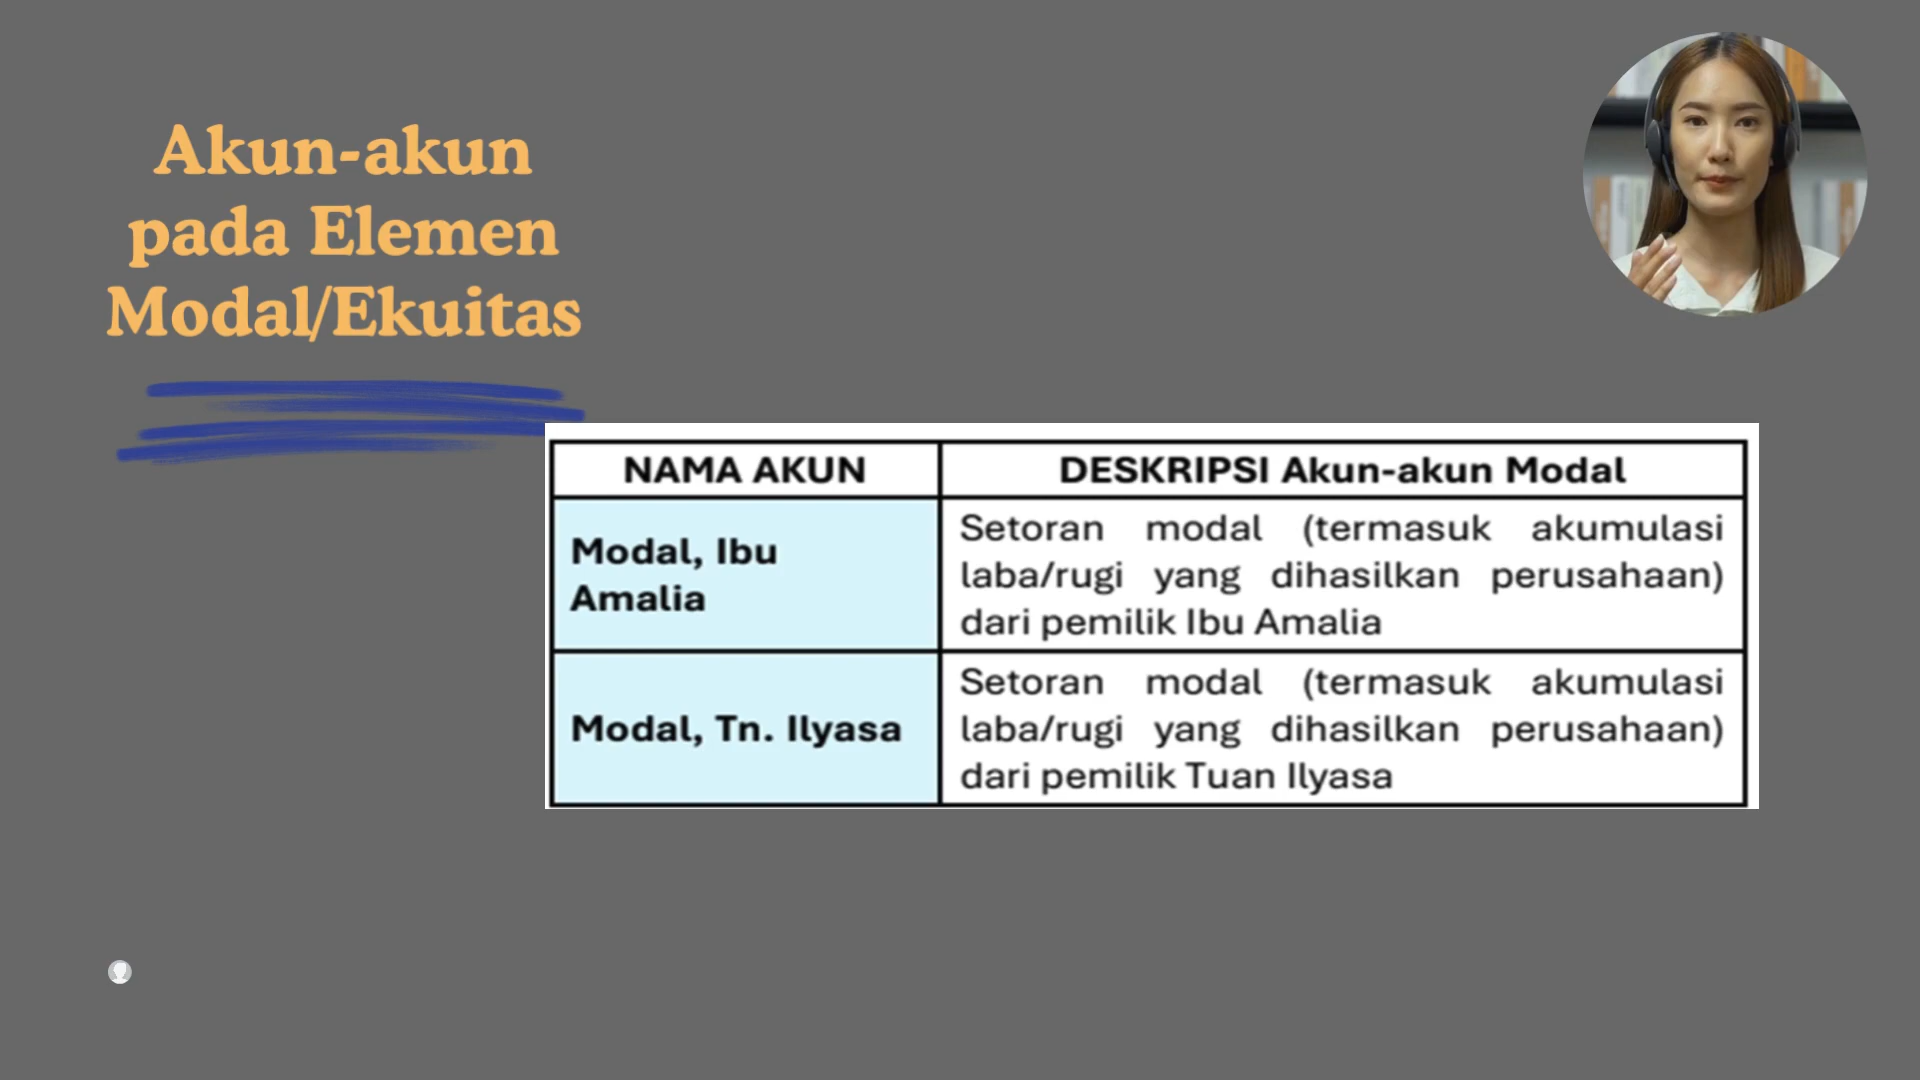 Akun-akun
pada Elemen
Modal/Ekuitas
NAMA AKUN
DESKRIPSI Akun-akun Modal
Modal, Ibu
Amalia
Setoran modal (termasuk akumulasi
laba/rugi yang dihasilkan perusahaan)
dari pemilik Ibu Amalia
Modal, Tn. Ilyasa
Setoran modal (termasuk akumulasi
laba/rugi yang dihasilkan perusahaan)
dari pemilik Tuan Ilyasa